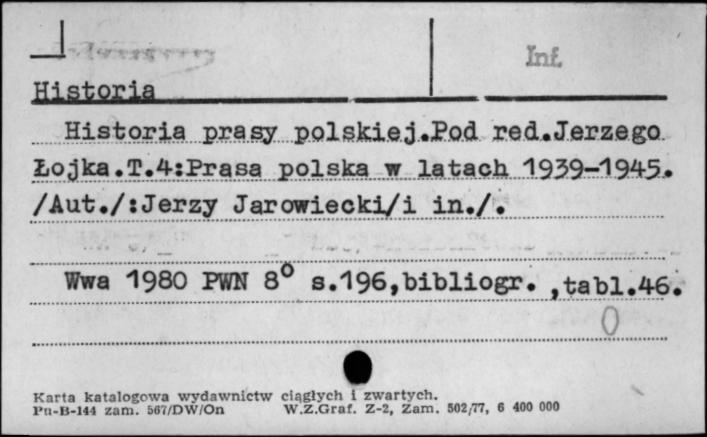 Inf.
Historia
Historia prasy polskiej.Pod red.Jerzego
Łojka.T.4:Prasa polska w latach 1939-1945.
/Aut./:Jerzy Jarowiecki/i in./.
Wwa 1980 PWN 8° s.196,bibliogr. ,tabl.46.
0
Karta katalogowa wydawnictw ciągłych i zwartych.
Pu-B-144 zam. 567/DW/On W.Z.Graf. Z-2, Zam. 502/77, 6 400 000